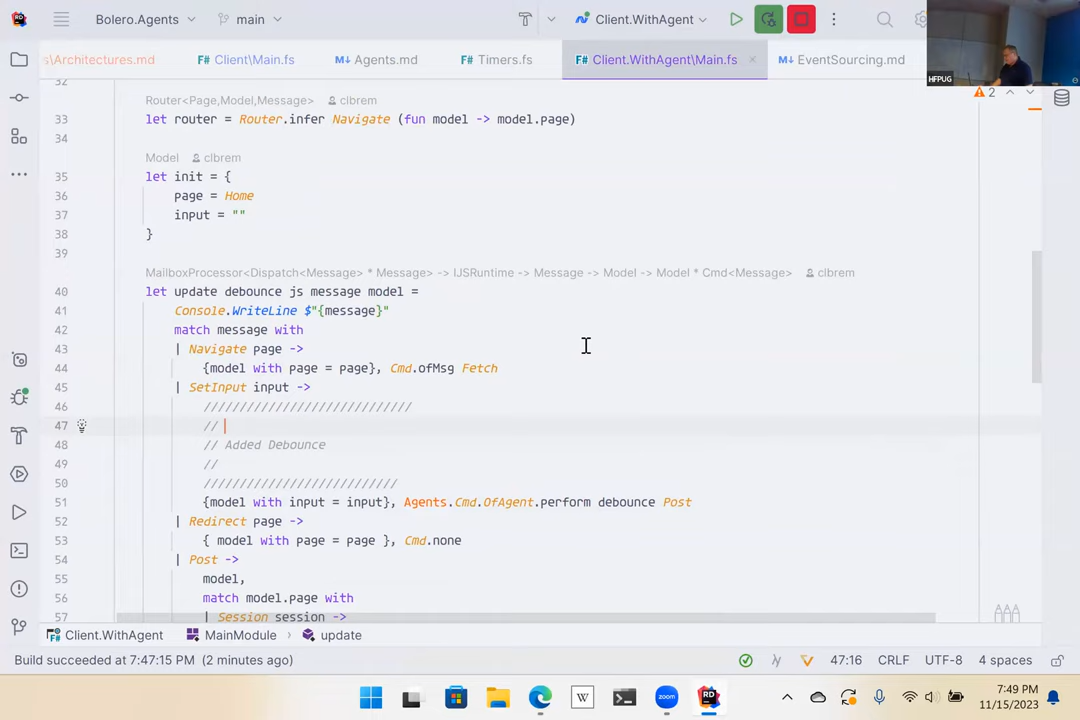 Bolero.Agents
main
Client.WithAgent
s\Architectures.md
Client\Main.fs
Agents.md
Timers.fs
Client.WithAgent\Main.fs
EventSourcing.md
HFPUG
2
32
Router<Page,Model,Message> clbrem
33 let router = Router.infer Navigate (fun model -> model.page)
34
Model clbrem
35 let init = {
36 page = Home
37 input = ""
38 }
39
MailboxProcessor<Dispatch<Message> * Message> -> IJSRuntime -> Message -> Model -> Model * Cmd<Message> clbrem
40 let update debounce js message model =
41 Console.WriteLine $"{message}"
42 match message with
43 | Navigate page ->
44 {model with page = page}, Cmd.ofMsg Fetch
45 | SetInput input ->
46 /////////////////////////////
47 //
48 // Added Debounce
49 //
50 ///////////////////////////
51 {model with input = input}, Agents.Cmd.OfAgent.perform debounce Post
52 | Redirect page ->
53 { model with page = page }, Cmd.none
54 | Post ->
55 model,
56 match model.page with
57 | Session session ->
Client.WithAgent MainModule › update
Build succeeded at 7:47:15 PM (2 minutes ago)
47:16 CRLF UTF-8 4 spaces
W
zoom
RD
7:49 PM
11/15/2023